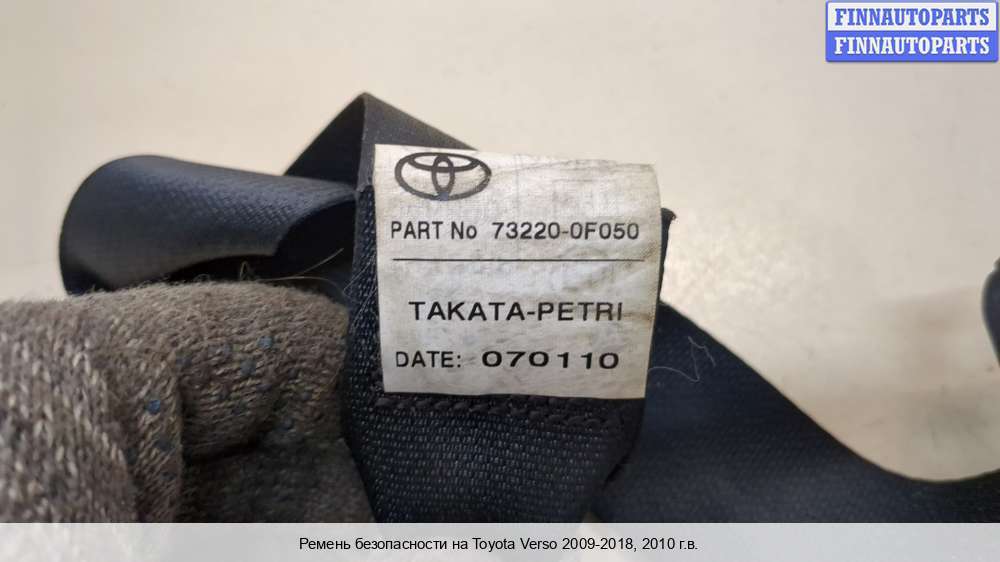 FINNAUTOPARTS
FINNAUTOPARTS
PART No 73220-0F050
TAKATA-PETRI
DATE: 070110
Ремень безопасности на Toyota Verso 2009-2018, 2010 г.в.